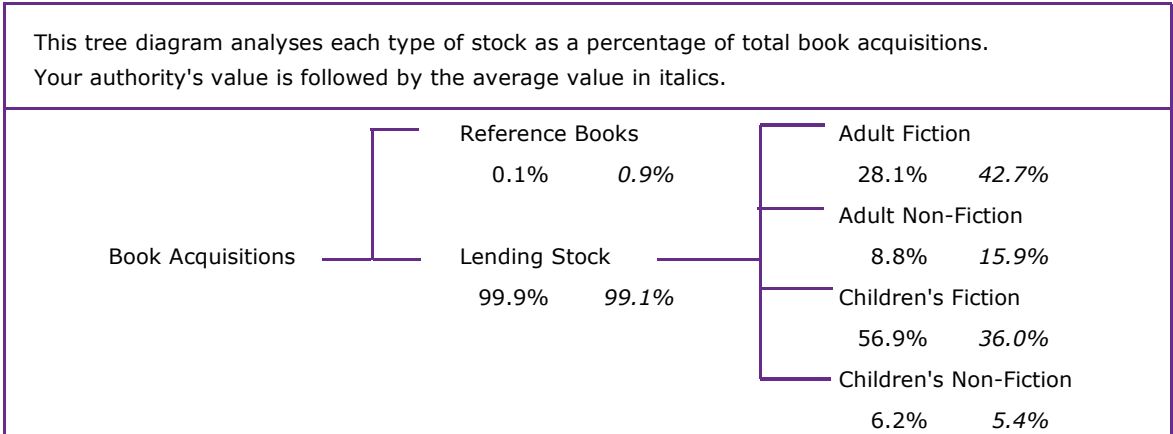 This tree diagram analyses each type of stock as a percentage of total book acquisitions.
Your authority's value is followed by the average value in italics.
Reference Books
0.1% 0.9%
Book Acquisitions
Lending Stock
99.9% 99.1%
Adult Fiction
28.1% 42.7%
Adult Non-Fiction
8.8% 15.9%
Children's Fiction
56.9% 36.0%
Children's Non-Fiction
6.2% 5.4%